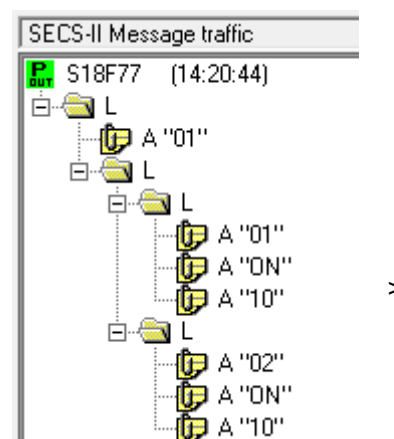 SECS-II Message traffic
P OUT S18F77 (14:20:44)
L
A "01"
L
L
A "01"
A "ON"
A "10"
>
L
A "02"
A "ON"
A "10"